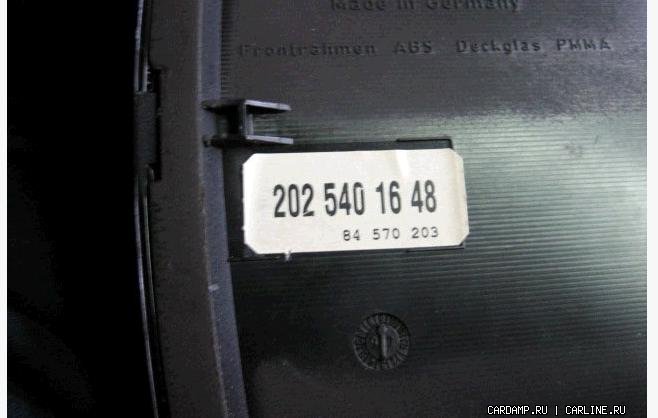 Made in Germany
Frontrahmen ABS Deckglas PMMA
202 540 16 48
84 570 203
CARDAMP.RU | CARLINE.RU